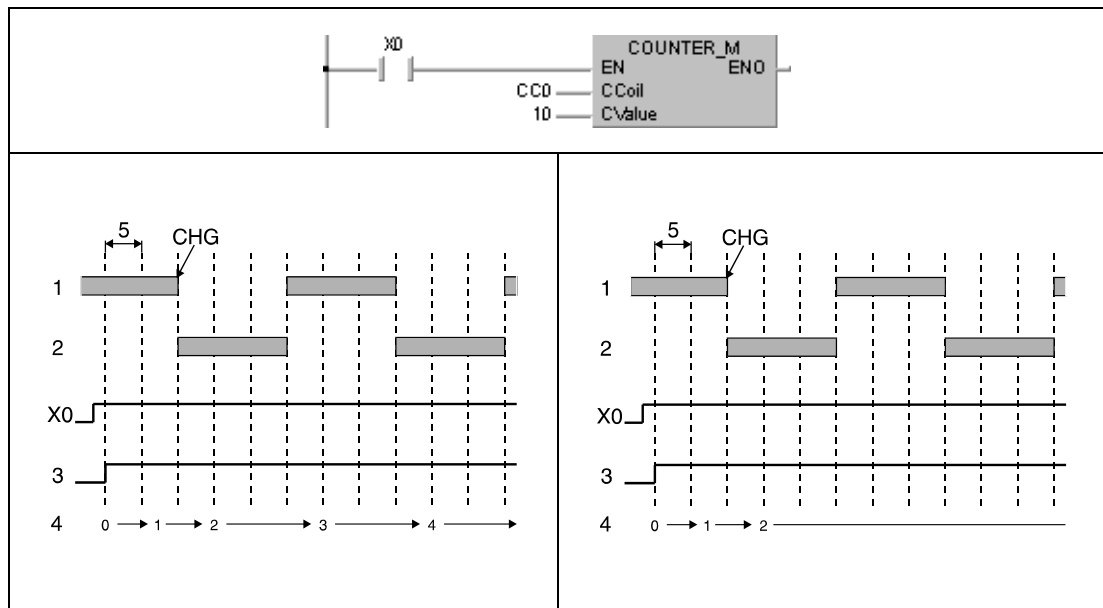 X0
COUNTER_M
EN ENO
CC0 CCoil
10 CValue
5
CHG
1
2
X0
3
4 0 1 2 3 4
5
CHG
1
2
X0
3
4 0 1 2